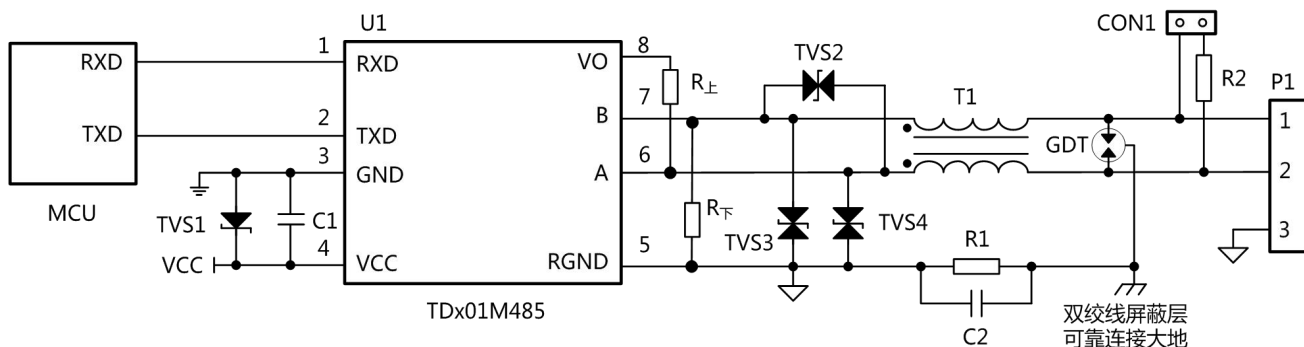 U1
CON1
RXD
1
RXD
VO
8
TVS2
R上
R2
P1
7
T1
TXD
2
TXD
B
1
3
6
GDT
GND
A
2
MCU
TVS1
C1
R下
TVS3
TVS4
4
5
R1
3
VCC
VCC
RGND
TDx01M485
C2
双绞线屏蔽层
可靠连接大地